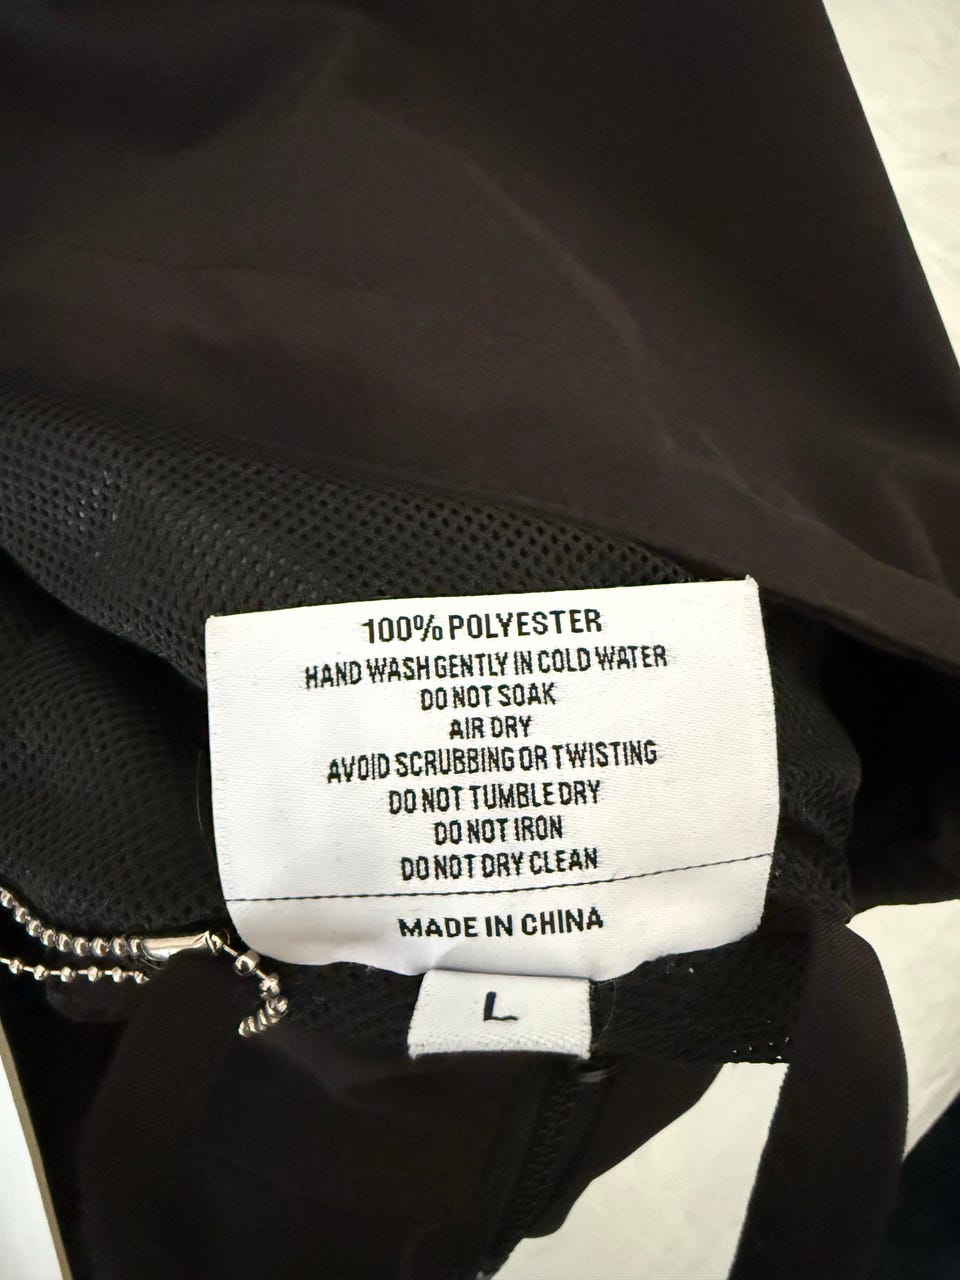 100% POLYESTER
HAND WASH GENTLY IN COLD WATER
DO NOT SOAK
AIR DRY
AVOID SCRUBBING OR TWISTING
DO NOT TUMBLE DRY
DO NOT IRON
DO NOT DRY CLEAN
MADE IN CHINA
L